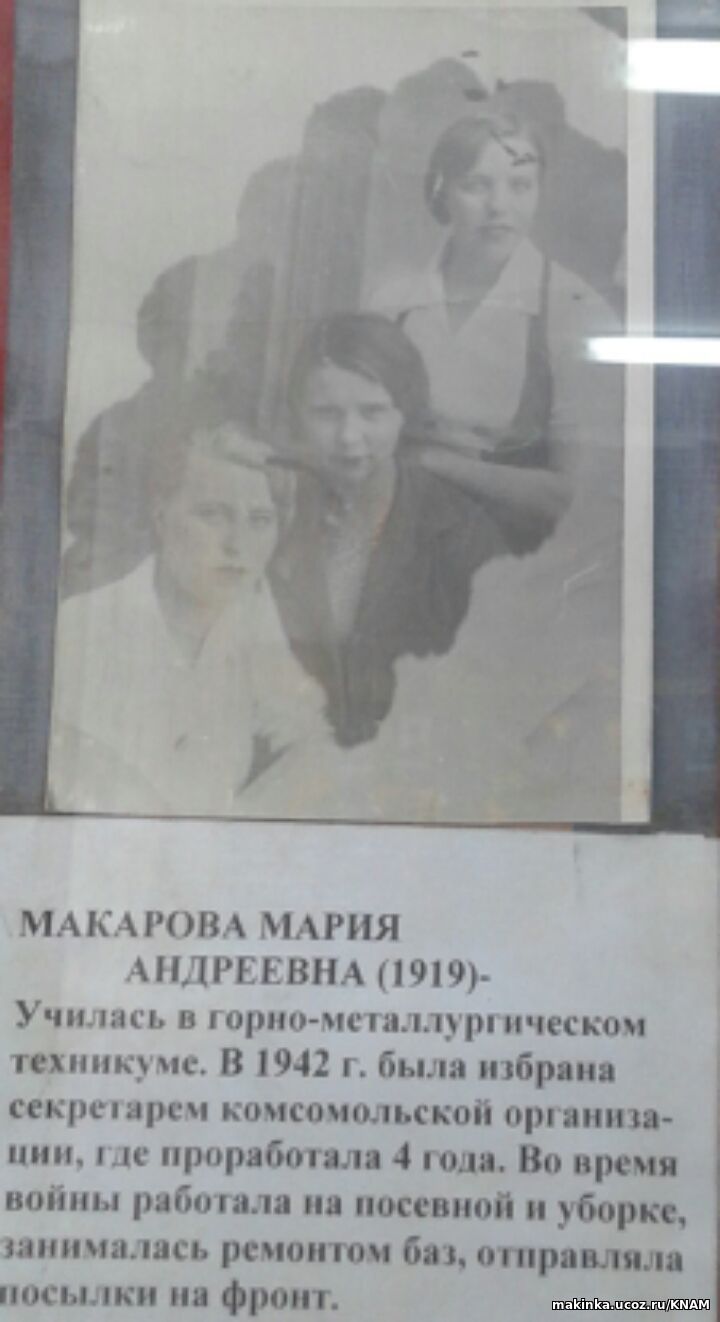 МАКАРОВА МАРИЯ
АНДРЕЕВНА (1919)-
Училась в горно-металлургическом
техникуме. В 1942 г. была избрана
секретарем комсомольской организа-
ции, где проработала 4 года. Во время
войны работала на посевной и уборке,
занималась ремонтом баз, отправляла
посылки на фронт.
makinka.ucoz.ru/KNAM